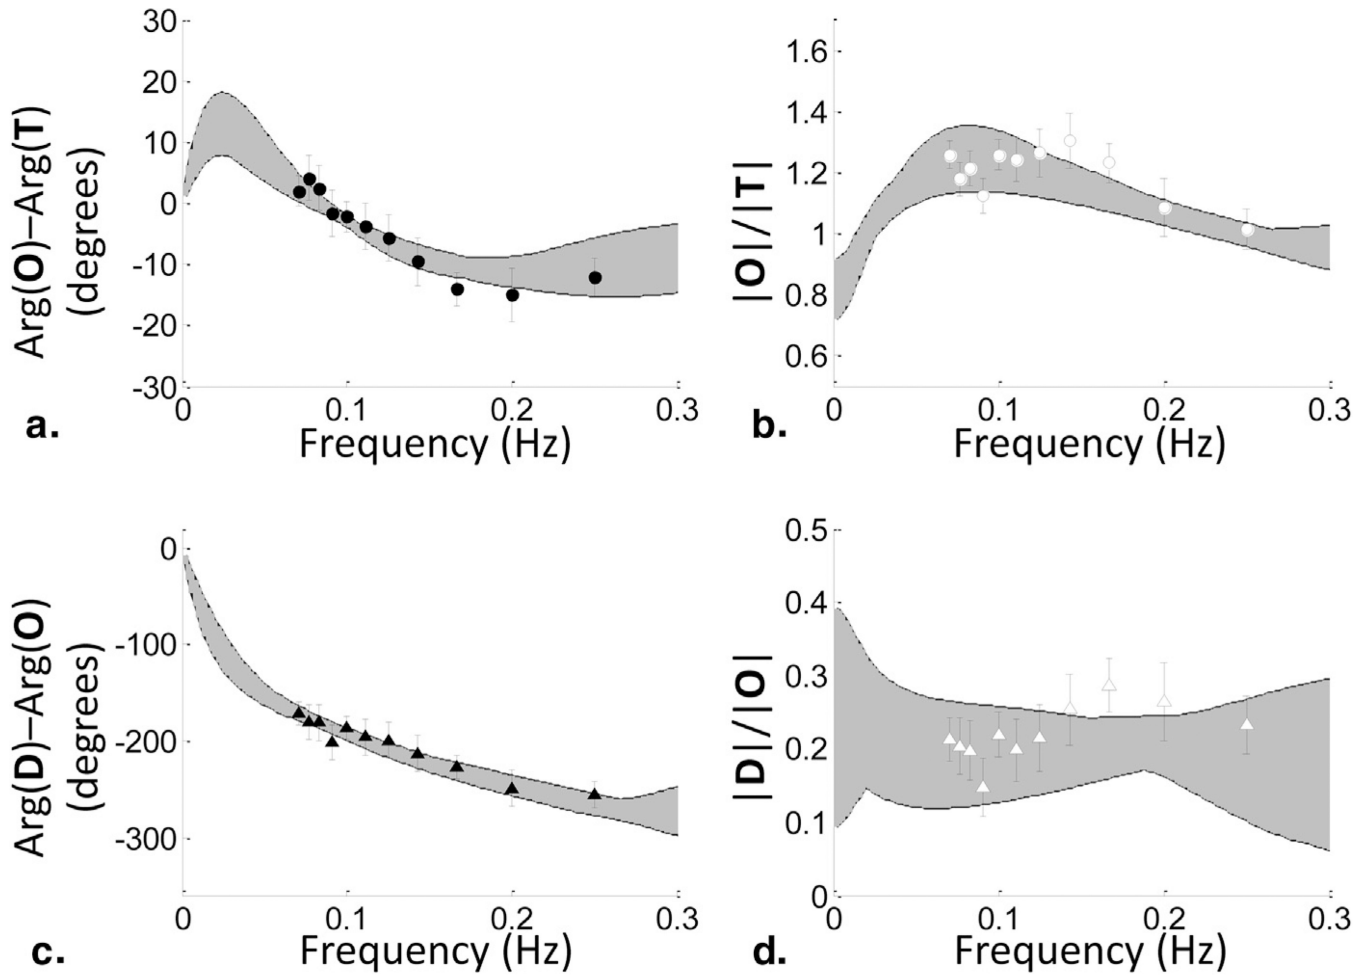 30
20
10
0
-10
-20
-30
0 0.1 0.2 0.3
Arg(O)–Arg(T)
(degrees)
Frequency (Hz)
a.
1.6
1.4
1.2
1
0.8
0.6
0 0.1 0.2 0.3
|O|/|T|
Frequency (Hz)
b.
0
-100
-200
-300
0 0.1 0.2 0.3
Arg(D)–Arg(O)
(degrees)
Frequency (Hz)
c.
0.5
0.4
0.3
0.2
0.1
0
0 0.1 0.2 0.3
|D|/|O|
Frequency (Hz)
d.